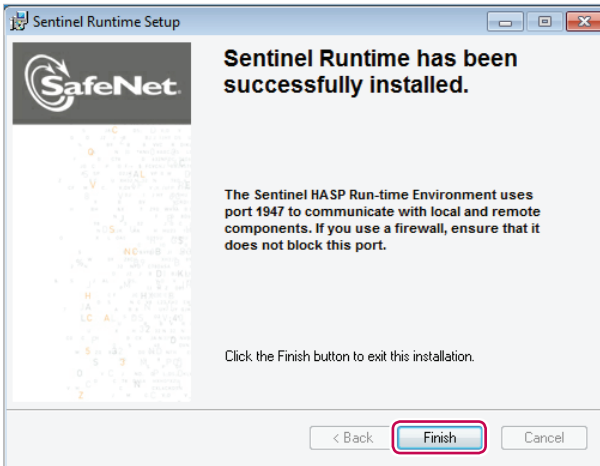 Sentinel Runtime Setup
SafeNet.
Sentinel Runtime has been
successfully installed.
The Sentinel HASP Run-time Environment uses
port 1947 to communicate with local and remote
components. If you use a firewall, ensure that it
does not block this port.
Click the Finish button to exit this installation.
< Back
Finish
Cancel